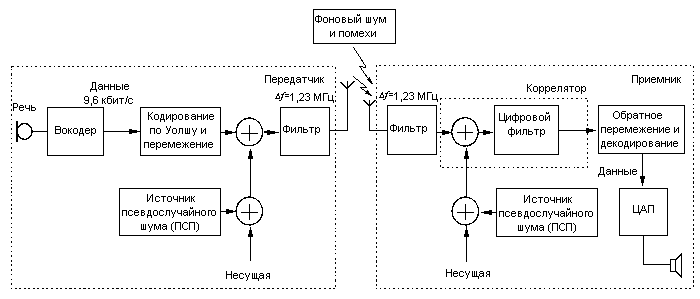 Фоновый шум
и помехи
Передатчик
Приемник
Данные
9,6 кбит/с
Δf=1,23 МГц
Δf=1,23 МГц
Коррелятор
Речь
Вокодер
Кодирование
по Уолшу и
перемежение
Фильтр
Фильтр
Цифровой
фильтр
Обратное
перемежение и
декодирование
Данные
Источник
псевдослучайного
шума (ПСП)
Источник
псевдослучайного
шума (ПСП)
ЦАП
Несущая
Несущая